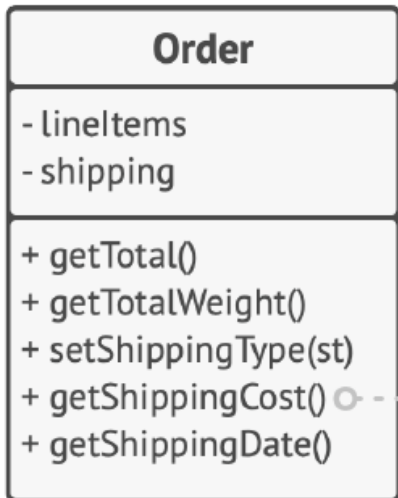 Order
- lineItems
- shipping
+ getTotal()
+ getTotalWeight()
+ setShippingType(st)
+ getShippingCost()
+ getShippingDate()